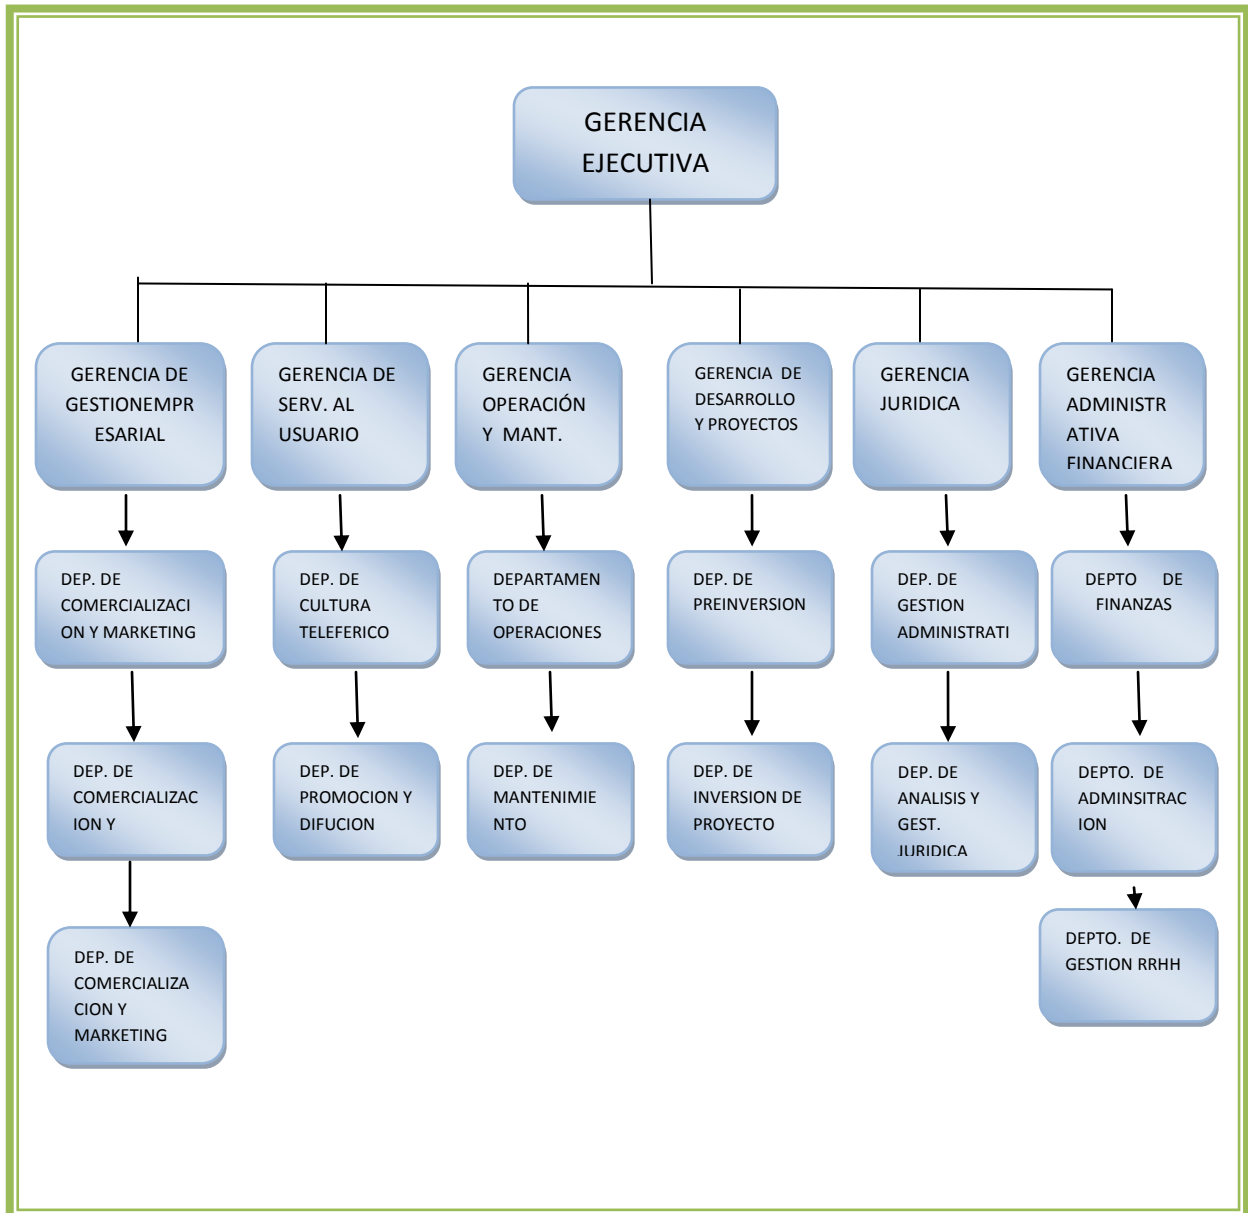 GERENCIA
EJECUTIVA
GERENCIA DE
GESTIONEMPR
ESARIAL
GERENCIA DE
SERV. AL
USUARIO
GERENCIA
OPERACIÓN
Y MANT.
GERENCIA DE
DESARROLLO
Y PROYECTOS
GERENCIA
JURIDICA
GERENCIA
ADMINISTR
ATIVA
FINANCIERA
DEP. DE
COMERCIALIZACI
ON Y MARKETING
DEP. DE
CULTURA
TELEFERICO
DEPARTAMEN
TO DE
OPERACIONES
DEP. DE
PREINVERSION
DEP. DE
GESTION
ADMINISTRATI
DEPTO DE
FINANZAS
DEP. DE
COMERCIALIZAC
ION Y
DEP. DE
PROMOCION Y
DIFUCION
DEP. DE
MANTENIMIE
NTO
DEP. DE
INVERSION DE
PROYECTO
DEP. DE
ANALISIS Y
GEST.
JURIDICA
DEPTO. DE
ADMINSITRAC
ION
DEP. DE
COMERCIALIZA
CION Y
MARKETING
DEPTO. DE
GESTION RRHH